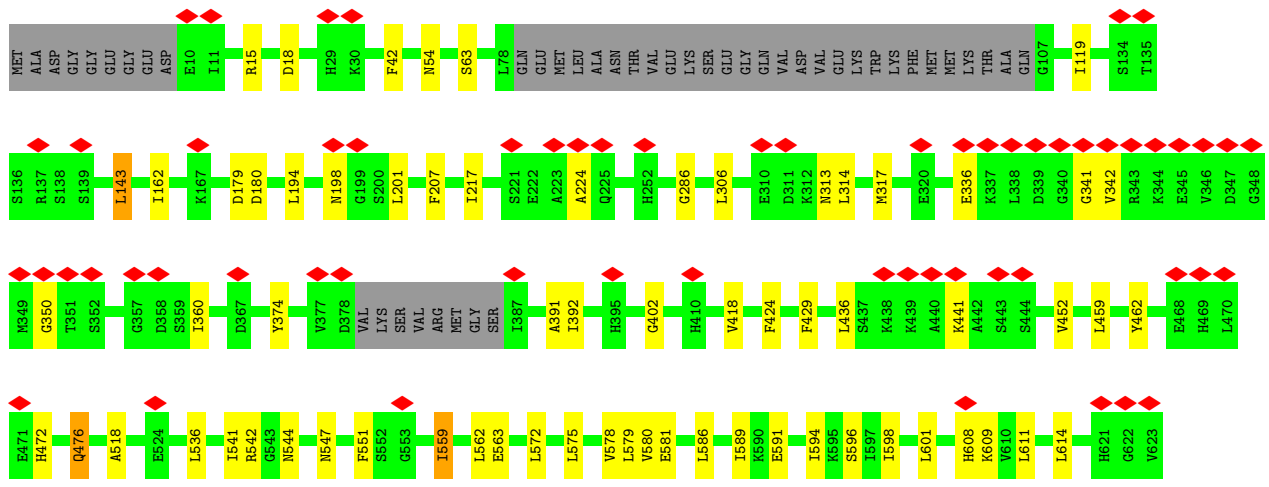 MET ALA ASP GLY GLY GLU GLY GLU ASP E10 I11 R15 D18 H29 K30 F42 N54 S63 L78 GLN GLU MET LEU ALA ASN THR VAL GLU LYS SER GLU GLY GLN VAL ASP VAL GLU LYS TRP LYS PHE MET MET LYS THR ALA GLN G107 I119 S134 T135
S136 R137 S138 S139 L143 I162 K167 D179 D180 L194 N198 G199 S200 L201 F207 I217 S221 E222 A223 A224 Q225 H252 G286 L306 E310 D311 K312 N313 L314 M317 E320 E336 K337 L338 D339 G340 G341 V342 R343 K344 E345 V346 D347 G348
M349 G350 T351 S352 G357 D358 S359 I360 D367 Y374 V377 D378 VAL LYS SER VAL ARG MET GLY SER I387 A391 I392 H395 G402 H410 V418 F424 F429 L436 S437 K438 K439 A440 K441 A442 S443 S444 V452 L459 Y462 E468 H469 L470
E471 H472 Q476 A518 E524 L536 I541 R542 G543 N544 N547 F551 S552 G553 I559 L562 E563 L572 L575 V578 L579 V580 E581 L586 I589 K590 E591 I594 K595 S596 I597 I598 L601 H608 K609 V610 L611 L614 H621 G622 V623